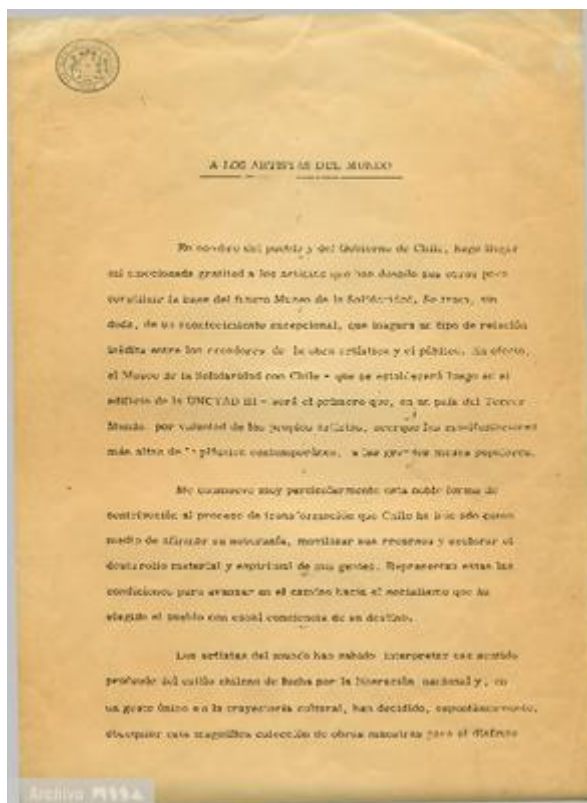 A LOS ARTISTAS DEL MUNDO
En nombre del pueblo y del Gobierno de Chile, hago llegar
mi emocionada gratitud a los artistas que han donado sus obras para
constituir la base del futuro Museo de la Solidaridad. Se trata, sin
duda, de un acontecimiento excepcional, que inagura un tipo de relación
inédita entre los creadores de la obra artística y el público. En efecto,
el Museo de la Solidaridad con Chile - que se establecerá luego en el
edificio de la UNCTAD III - será el primero que, en un país del Tercer
Mundo por voluntad de los propios artistas, acerque las manifestaciones
más altas de la plástica contemporánea, a las grandes masas populares.
Me conmueve muy particularmente esta noble forma de
contribución al proceso de transformación que Chile ha iniciado como
medio de afirmar su soberanía, movilizar sus recursos y acelerar el
desarrollo material y espiritual de sus gentes. Representan estas las
condiciones para avanzar en el camino hacia el socialismo que ha
elegido el pueblo con cabal conciencia de su destino.
Los artistas del mundo han sabido interpretar ese sentido
profundo del estilo chileno de lucha por la liberación nacional y, en
un gesto único en la trayectoria cultural, han decidido, espontáneamente,
obsequiar esta magnífica colección de obras maestras para el disfrute
Archivo MSSA